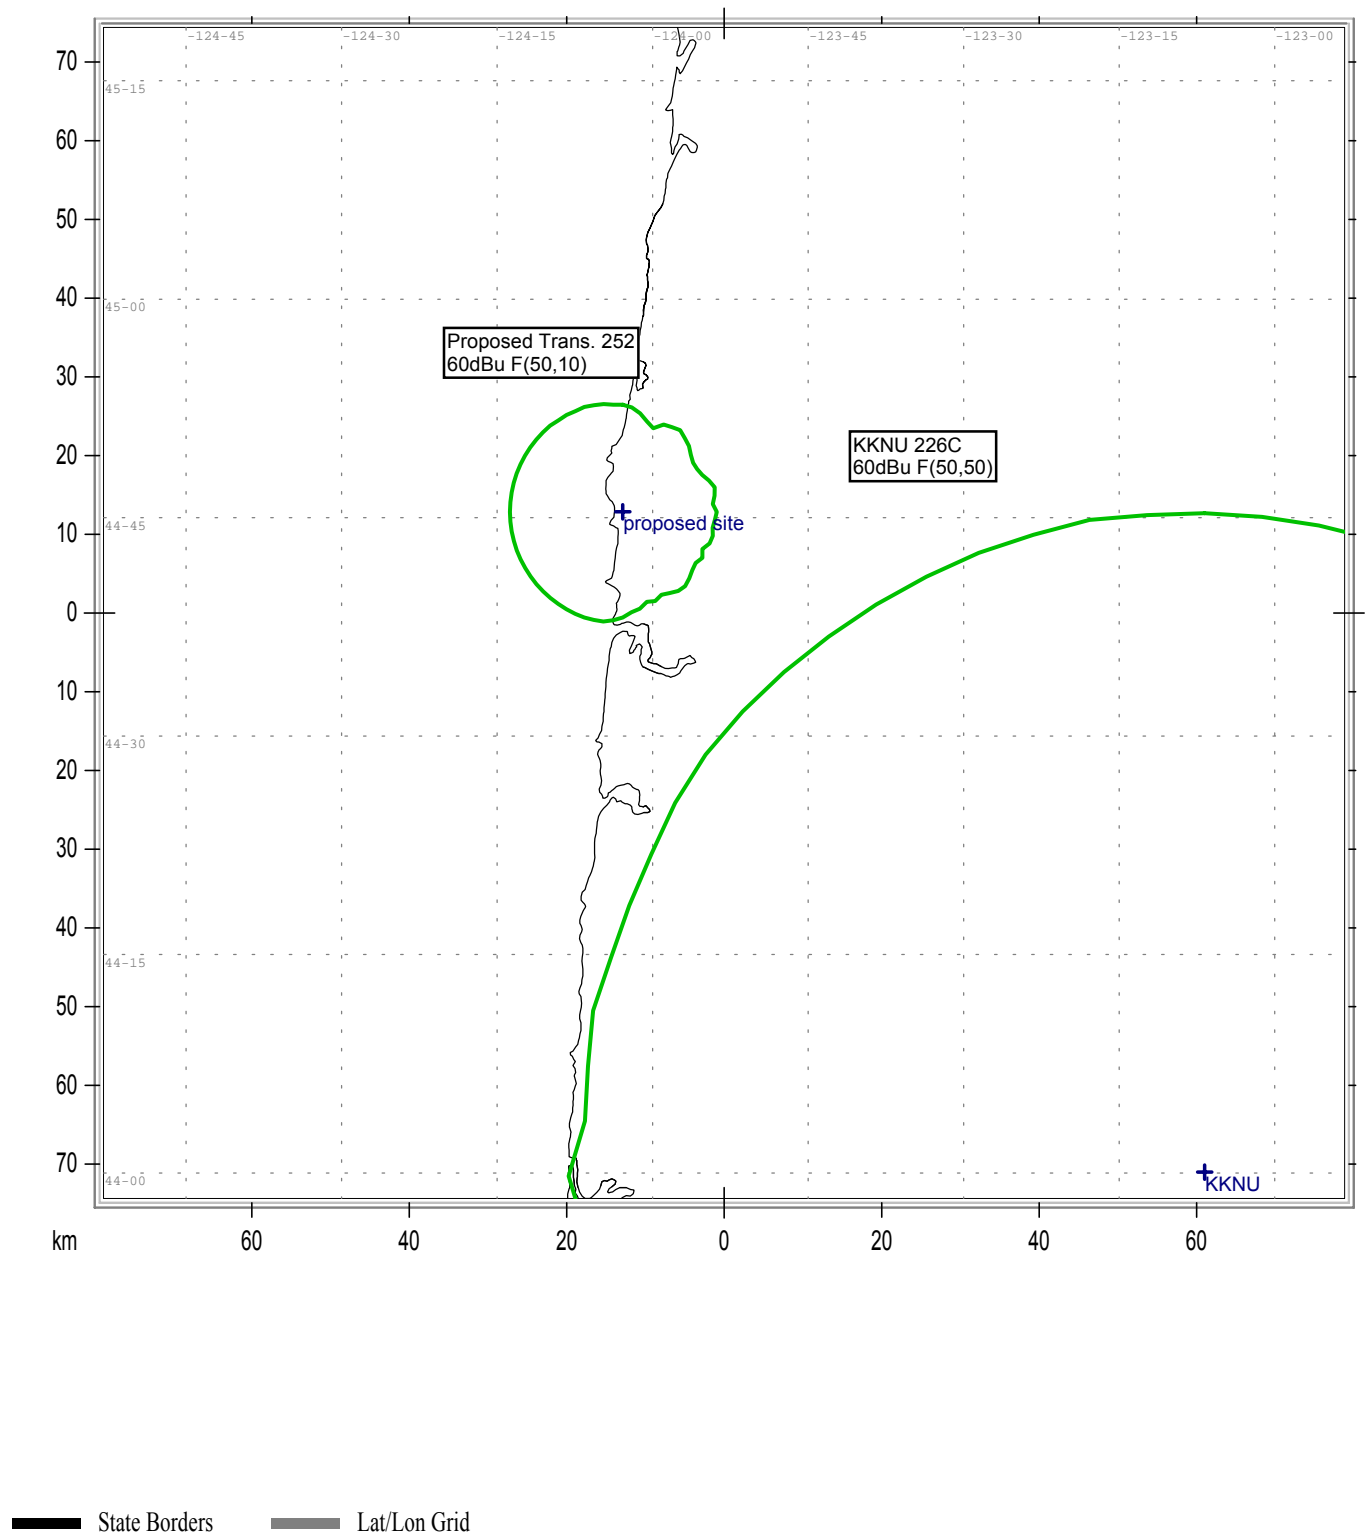 -124-45 -124-30 -124-15 -124-00 -123-45 -123-30 -123-15 -123-00
70
45-15
60
50
40
45-00
Proposed Trans. 252
60dBu F(50,10)
30
KKNU 226C
60dBu F(50,50)
20
proposed site
44-45
10
0
10
44-30
20
30
40
44-15
50
60
70
44-00
KKNU
km 60 40 20 0 20 40 60
State Borders Lat/Lon Grid